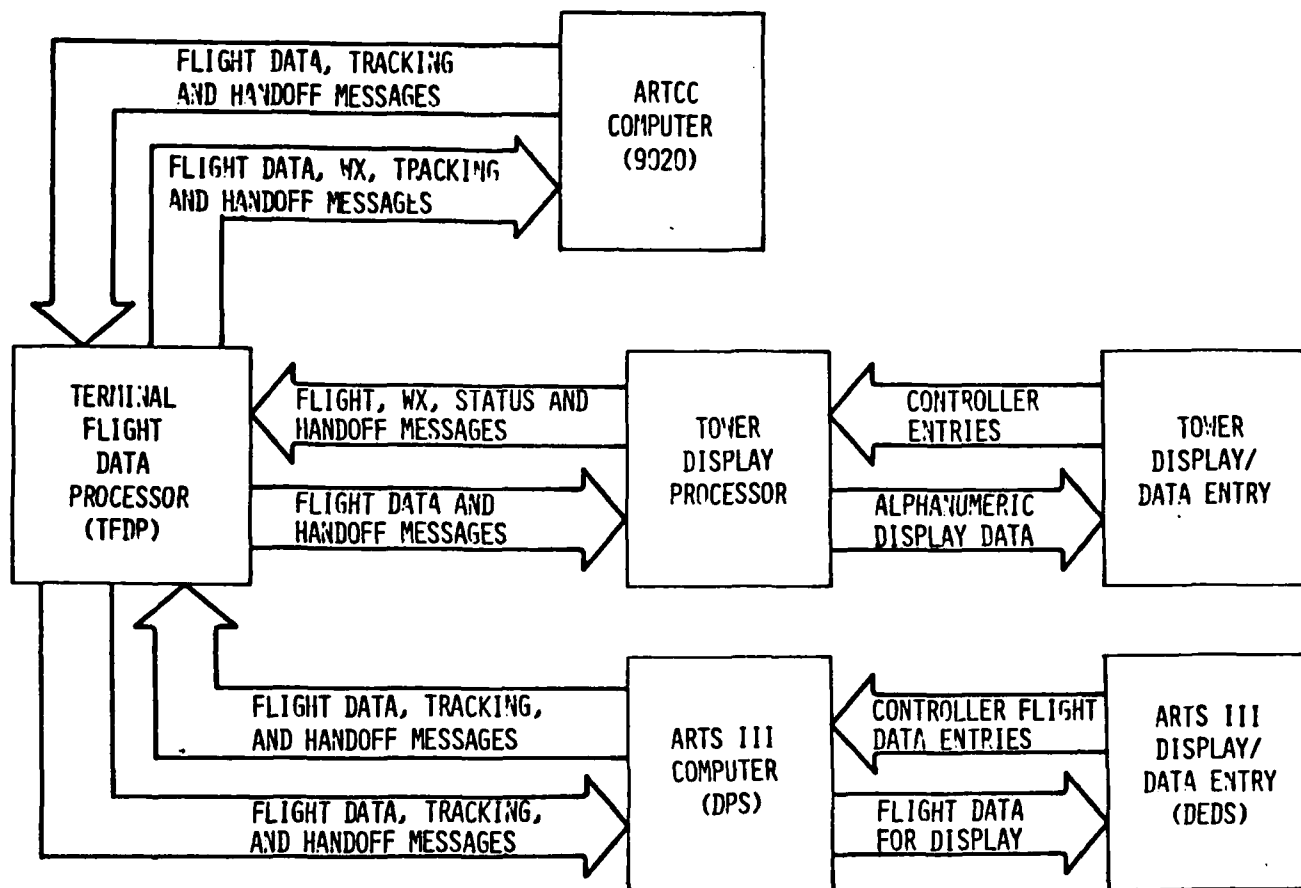 FLIGHT DATA, TRACKING
AND HANDOFF MESSAGES
ARTCC
COMPUTER
(9020)
FLIGHT DATA, WX, TRACKING
AND HANDOFF MESSAGES
TERMINAL
FLIGHT
DATA
PROCESSOR
(TFDP)
FLIGHT, WX, STATUS AND
HANDOFF MESSAGES
FLIGHT DATA AND
HANDOFF MESSAGES
TOWER
DISPLAY
PROCESSOR
CONTROLLER
ENTRIES
ALPHANUMERIC
DISPLAY DATA
TOWER
DISPLAY/
DATA ENTRY
FLIGHT DATA, TRACKING,
AND HANDOFF MESSAGES
FLIGHT DATA, TRACKING,
AND HANDOFF MESSAGES
ARTS III
COMPUTER
(DPS)
CONTROLLER FLIGHT
DATA ENTRIES
FLIGHT DATA
FOR DISPLAY
ARTS III
DISPLAY/
DATA ENTRY
(DEDS)